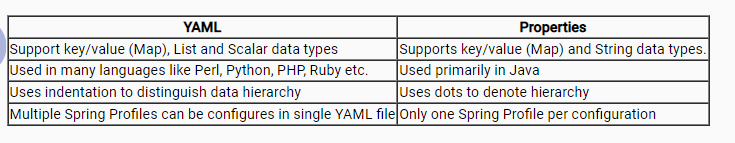 YAML Properties
Support key/value (Map), List and Scalar data types Supports key/value (Map) and String data types.
Used in many languages like Perl, Python, PHP, Ruby etc. Used primarily in Java
Uses indentation to distinguish data hierarchy Uses dots to denote hierarchy
Multiple Spring Profiles can be configures in single YAML file Only one Spring Profile per configuration